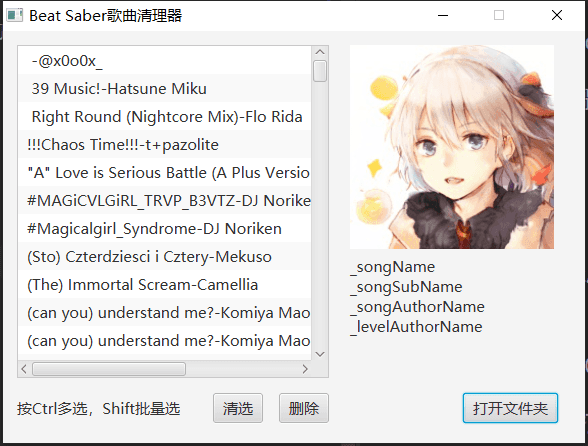 Beat Saber歌曲清理器
-@x0o0x_
39 Music!-Hatsune Miku
Right Round (Nightcore Mix)-Flo Rida
!!!Chaos Time!!!-t+pazolite
"A" Love is Serious Battle (A Plus Versio
#MAGiCVLGiRL_TRVP_B3VTZ-DJ Norike
#Magicalgirl_Syndrome-DJ Noriken
(Sto) Czterdziesci i Cztery-Mekuso
(The) Immortal Scream-Camellia
(can you) understand me?-Komiya Mao
(can you) understand me?-Komiya Mao
_songName
_songSubName
_songAuthorName
_levelAuthorName
按Ctrl多选，Shift批量选
清选
删除
打开文件夹